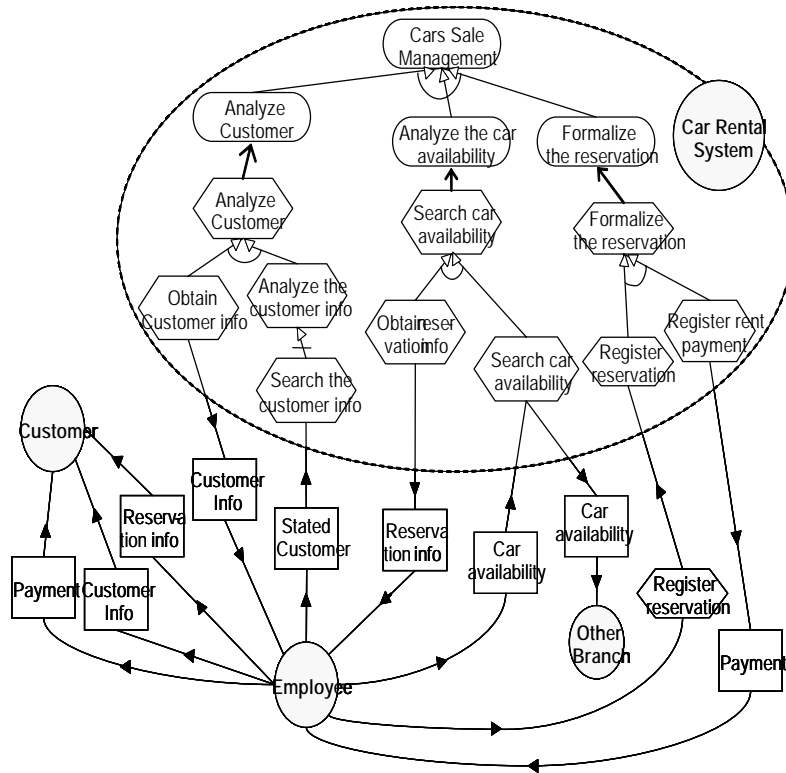 Cars Sale
Management
Analyze
Customer
Analyze the car
availability
Formalize
the reservation
Car Rental
System
Analyze
Customer
Search car
availability
Formalize
the reservation
Obtain
Customer info
Analyze the
customer info
Obtain reser-
vation info
Search car
availability
Register
reservation
Register rent
payment
Search the
customer info
Customer
Customer
Info
Reserva
tion info
Stated
Customer
Reserva
tion info
Car
availability
Car
availability
Payment
Customer
Info
Register
reservation
Other
Branch
Payment
Employee